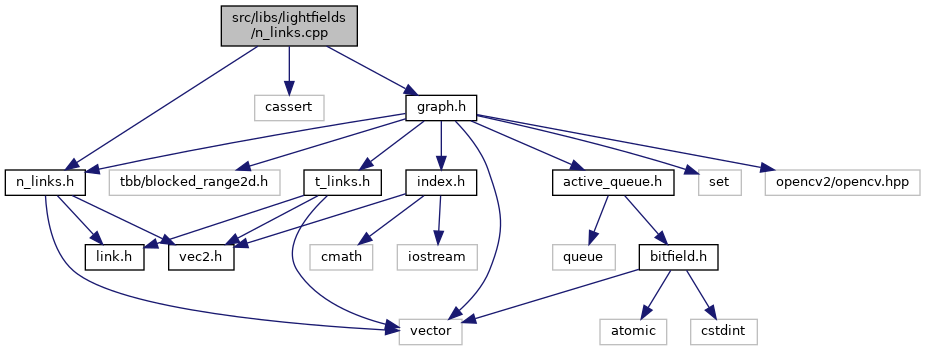 src/libs/lightfields
/n_links.cpp
cassert
graph.h
n_links.h
tbb/blocked_range2d.h
t_links.h
index.h
active_queue.h
set
opencv2/opencv.hpp
link.h
vec2.h
cmath
iostream
queue
bitfield.h
vector
atomic
cstdint